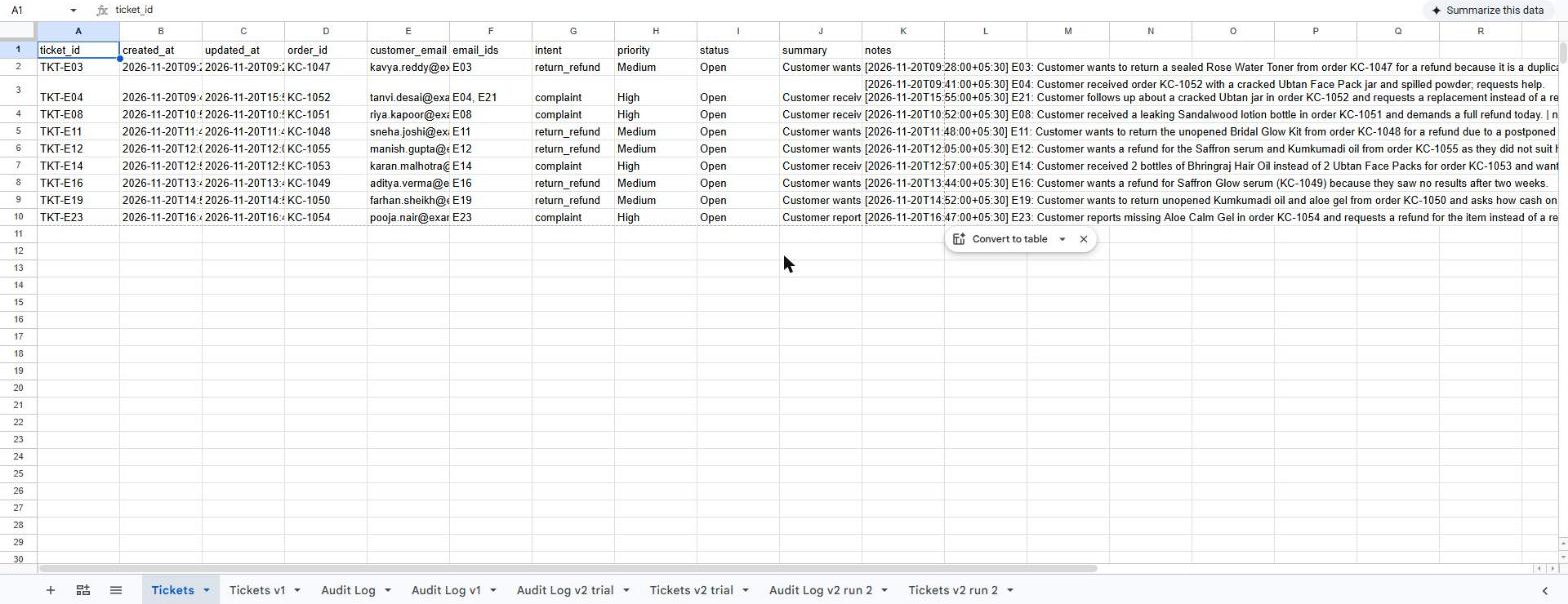 A1 fx ticket_id Summarize this data
A B C D E F G H I J K L M N O P Q R
1 ticket_id created_at updated_at order_id customer_email email_ids intent priority status summary notes
2 TKT-E03 2026-11-20T09:2 2026-11-20T09:2 KC-1047 kavya.reddy@ex E03 return_refund Medium Open Customer wants [2026-11-20T09:28:00+05:30] E03: Customer wants to return a sealed Rose Water Toner from order KC-1047 for a refund because it is a duplica
[2026-11-20T09:41:00+05:30] E04: Customer received order KC-1052 with a cracked Ubtan Face Pack jar and spilled powder; requests help.
3 TKT-E04 2026-11-20T09:4 2026-11-20T15:5 KC-1052 tanvi.desai@exa E04, E21 complaint High Open Customer receiv [2026-11-20T15:55:00+05:30] E21: Customer follows up about a cracked Ubtan jar in order KC-1052 and requests a replacement instead of a re
4 TKT-E08 2026-11-20T10:5 2026-11-20T10:5 KC-1051 riya.kapoor@exa E08 complaint High Open Customer receiv [2026-11-20T10:52:00+05:30] E08: Customer received a leaking Sandalwood lotion bottle in order KC-1051 and demands a full refund today. | n
5 TKT-E11 2026-11-20T11:4 2026-11-20T11:4 KC-1048 sneha.joshi@exa E11 return_refund Medium Open Customer wants [2026-11-20T11:48:00+05:30] E11: Customer wants to return the unopened Bridal Glow Kit from order KC-1048 for a refund due to a postponed
6 TKT-E12 2026-11-20T12:0 2026-11-20T12:0 KC-1055 manish.gupta@e E12 return_refund Medium Open Customer wants [2026-11-20T12:05:00+05:30] E12: Customer wants a refund for the Saffron serum and Kumkumadi oil from order KC-1055 as they did not suit h
7 TKT-E14 2026-11-20T12:5 2026-11-20T12:5 KC-1053 karan.malhotra@ E14 complaint High Open Customer receiv [2026-11-20T12:57:00+05:30] E14: Customer received 2 bottles of Bhringraj Hair Oil instead of 2 Ubtan Face Packs for order KC-1053 and want
8 TKT-E16 2026-11-20T13:4 2026-11-20T13:4 KC-1049 aditya.verma@e E16 return_refund Medium Open Customer wants [2026-11-20T13:44:00+05:30] E16: Customer wants a refund for Saffron Glow serum (KC-1049) because they saw no results after two weeks.
9 TKT-E19 2026-11-20T14:5 2026-11-20T14:5 KC-1050 farhan.sheikh@e E19 return_refund Medium Open Customer wants [2026-11-20T14:52:00+05:30] E19: Customer wants to return unopened Kumkumadi oil and aloe gel from order KC-1050 and asks how cash on
10 TKT-E23 2026-11-20T16:4 2026-11-20T16:4 KC-1054 pooja.nair@exam E23 complaint High Open Customer report [2026-11-20T16:47:00+05:30] E23: Customer reports missing Aloe Calm Gel in order KC-1054 and requests a refund for the item instead of a re
11
Convert to table
12
13
14
15
16
17
18
19
20
21
22
23
24
25
26
27
28
29
30
Tickets Tickets v1 Audit Log Audit Log v1 Audit Log v2 trial Tickets v2 trial Audit Log v2 run 2 Tickets v2 run 2